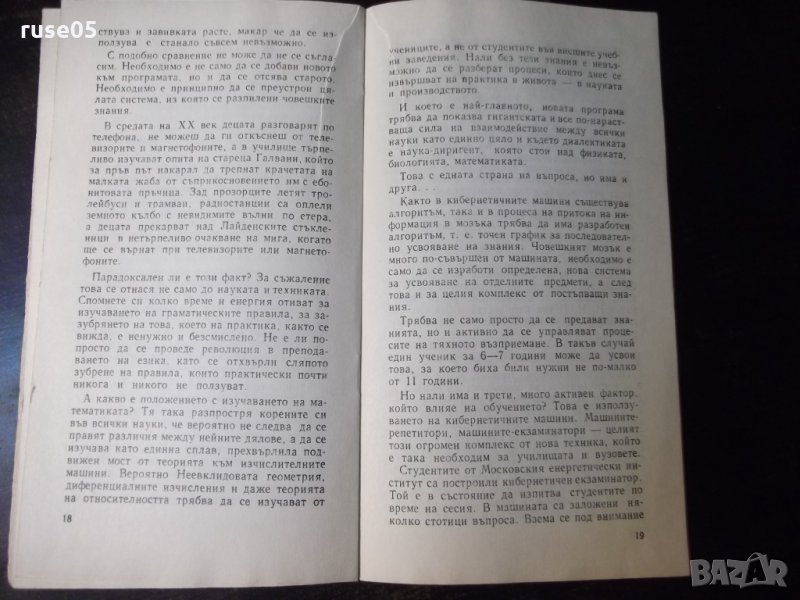 ruse05
ствува и завивката расте, макар че да се из-
ползува е станало съвсем невъзможно.
С подобно сравнение не може да не се съгла-
сим. Необходимо е не само да се добави новото
към програмата, но и да се отсява старото.
Необходимо е принципно да се преустрои ця-
лата система, из която са разпилени човешките
знания.
В средата на XX век децата разговарят по
телефона, не можеш да ги откъснеш от теле-
визорите и магнетофоните, а в училище търпе-
ливо изучават опита на стареца Галвани, който
за пръв път накарал да трепнат крачетата на
малката жаба от съприкосновението им с ебо-
нитовата пръчица. Зад прозорците летят тро-
лейбуси и трамваи, радиостанции са оплели
земното кълбо с невидимите вълни по етера,
а децата прекарват над Лайденските стъкле-
ници в нетърпеливо очакване на мига, когато
ще се върнат при телевизорите или магнето-
фоните.
Парадоксален ли е този факт? За съжаление
това се отнася не само до науката и техниката.
Спомнете си колко време и енергия отиват за
изучаването на граматическите правила, за за-
зубрянето на това, което на практика, както се
вижда, е ненужно и безсмислено. Не е ли по-
просто да се проведе революция в препода-
ването на езика, като се отхвърли сляпото
зубрене на правила, които практически почти
никога и никого не ползуват.
А какво е положението с изучаването на ма-
тематиката? Тя така разпростря корените си
във всички науки, че вероятно не следва да се
правят различия между нейните дялове, а да се
изучава като единна сплав, прехвърлила под-
вижен мост от теорията към изчислителните
машини. Вероятно Неевклидовата геометрия,
диференциалните изчисления и даже теорията
на относителността трябва да се изучават от
18
учениците, а не от студентите във висшите учеб-
ни заведения. Нали без тези знания е невъз-
можно да се разберат процеси, които днес се
извършват на практика в живота — в науката
и производството.
И което е най-главното, новата програма
трябва да показва гигантската и все по-нараст-
ваща сила на взаимодействие между всички
науки като единно цяло и където диалектиката
е наука-диригент, която стои над физиката,
биологията, математиката.
Това е едната страна на въпроса, но има и
друга. . .
Както в кибернетичните машини съществува
алгоритъм, така и в процеса на притока на ин-
формация в мозъка трябва да има разработен
алгоритъм, т. е. точен график за последовател-
но усвояване на знания. Човешкият мозък е
много по-съвършен от машината, необходимо е
само да се изработи определена, нова система
за усвояване на отделните предмети, а след
това и за целия комплекс от постъпващи зна-
ния.
Трябва не само просто да се предават зна-
нията, но и активно да се управляват проце-
сите на тяхното възприемане. В такъв случай
един ученик за 6—7 години може да усвои
това, за което биха били нужни не по-малко
от 11 години.
Но нали има и трети, много активен фактор,
който влияе на обучението? Това е използу-
ването на кибернетичните машини. Машините-
репетитори, машините-екзаминатори — целият
този огромен комплекс от нова техника, който
е така необходим за училищата и вузовете.
Студентите от Московския енергетически ин-
ститут са построили кибернетичен екзаминатор.
Той е в състояние да изпитва студентите по
време на сесия. В машината са заложени ня-
колко стотици въпроса. Взема се под внимание
19
BAZAR